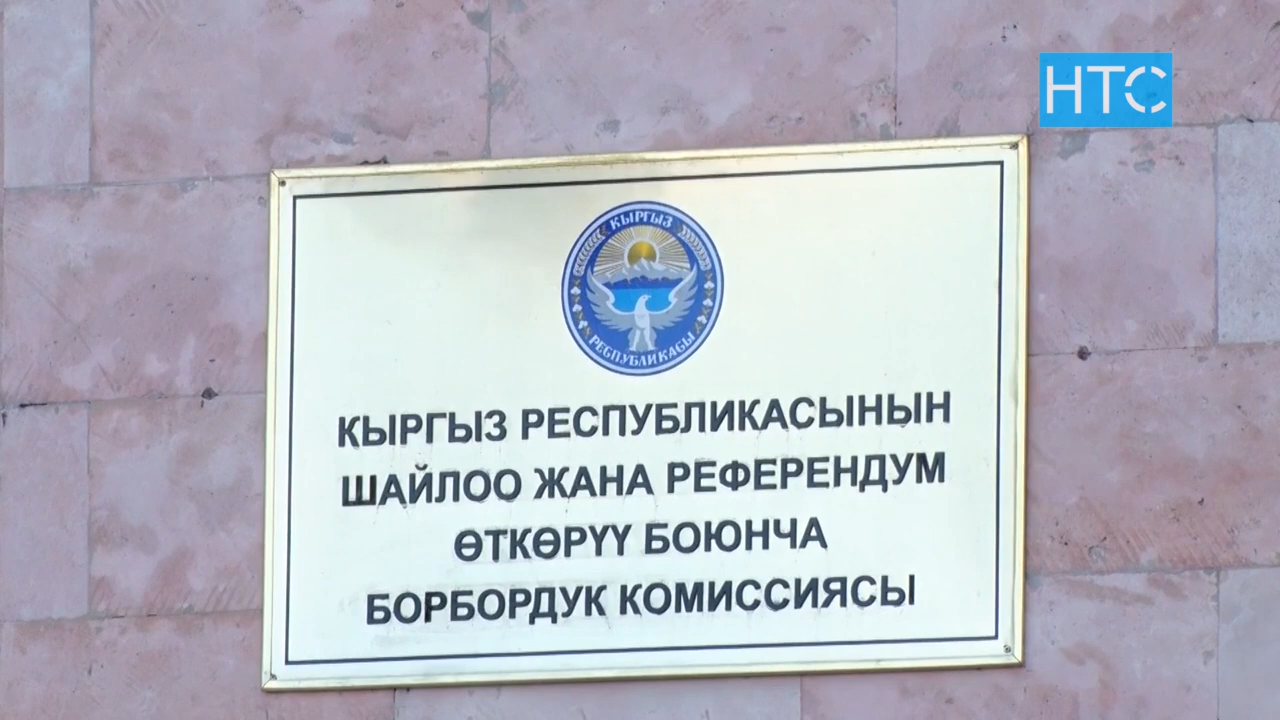 НТС
КЫРГЫЗ
РЕСПУБЛИКАСЫ
КЫРГЫЗ РЕСПУБЛИКАСЫНЫН
ШАЙЛОО ЖАНА РЕФЕРЕНДУМ
ӨТКӨРҮҮ БОЮНЧА
БОРБОРДУК КОМИССИЯСЫ